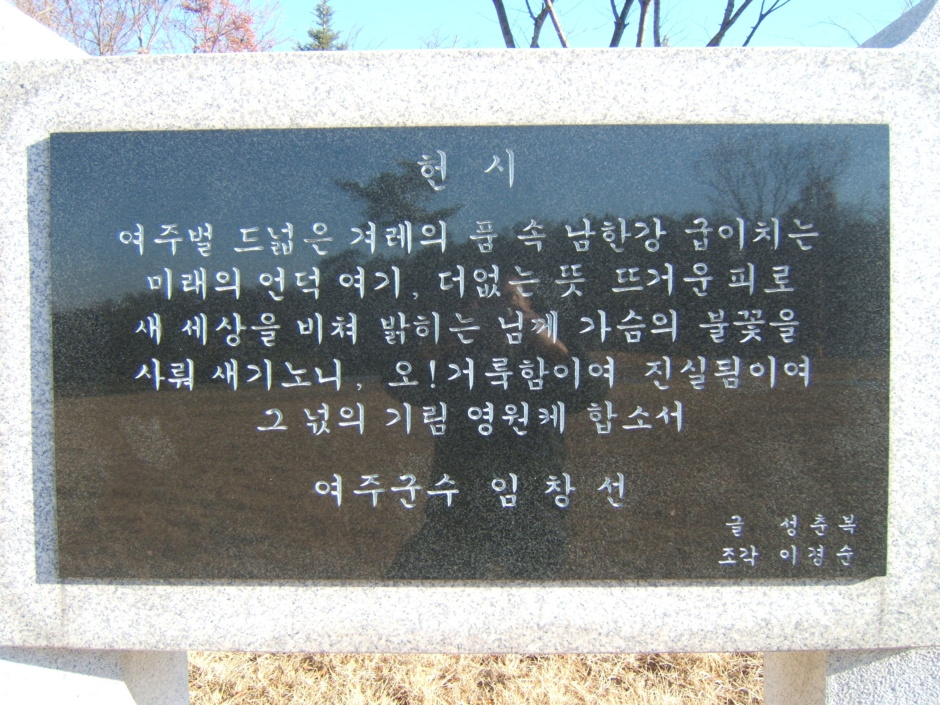 헌 시
여주벌 드넓은 겨레의 품 속 남한강 굽이치는
미래의 언덕 여기, 더없는 뜻 뜨거운 피로
새 세상을 비쳐 밝히는 님께 가슴의 불꽃을
사뤄 새기노니, 오!거룩함이여 진실됨이여
그 넋의 기림 영원케 합소서
여주군수 임창선
글 성춘복
조각 이경순